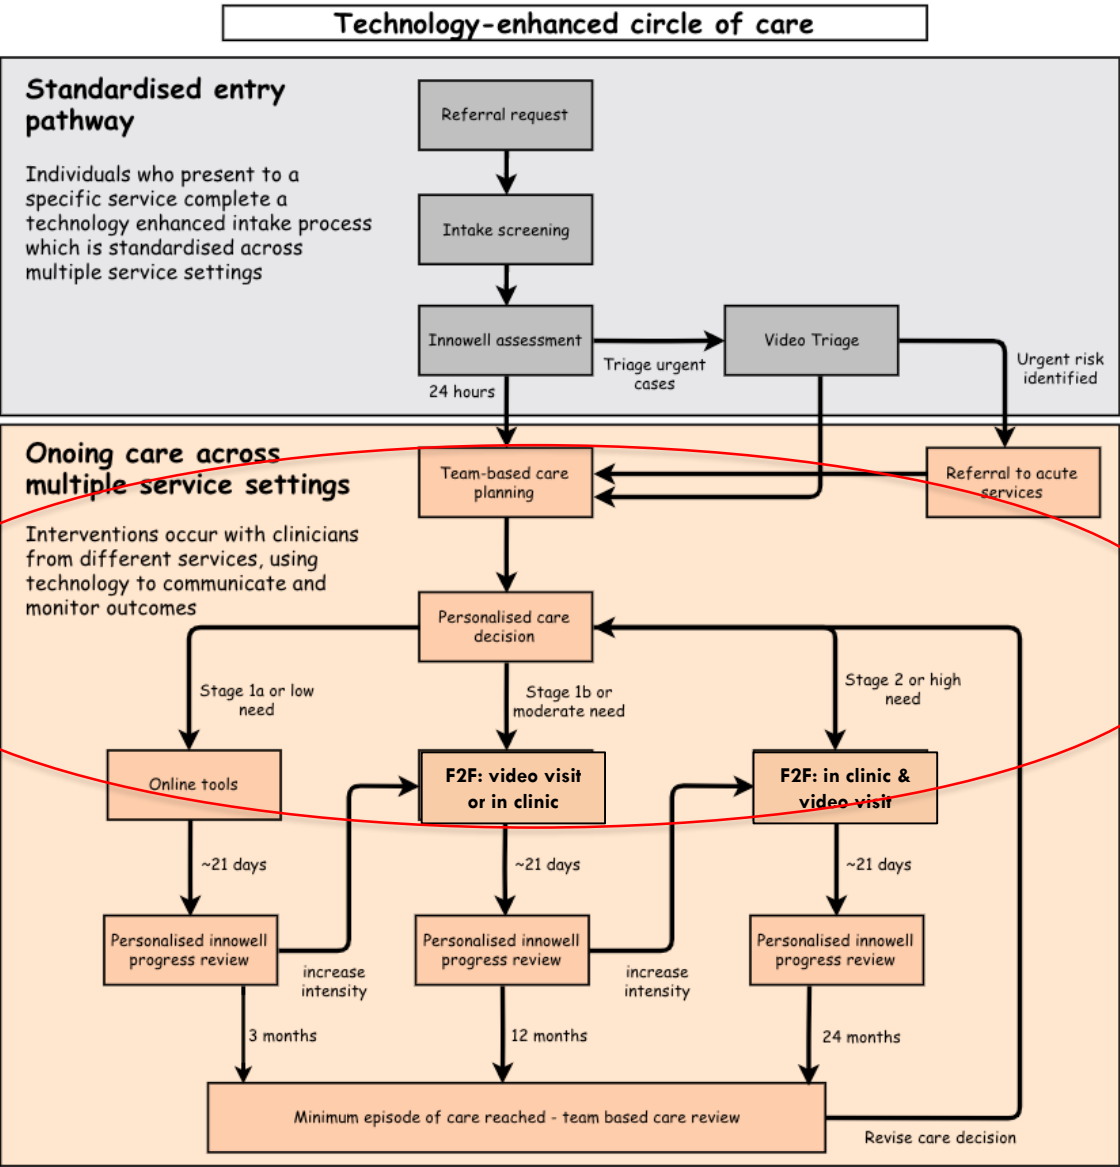 Technology-enhanced circle of care
Standardised entry
pathway
Individuals who present to a
specific service complete a
technology enhanced intake process
which is standardised across
multiple service settings
Referral request
Intake screening
Innowell assessment
Triage urgent
cases
Video Triage
Urgent risk
identified
24 hours
Onoing care across
multiple service settings
Interventions occur with clinicians
from different services, using
technology to communicate and
monitor outcomes
Team-based care
planning
Referral to acute
services
Personalised care
decision
Stage 1a or low
need
Stage 1b or
moderate need
Stage 2 or high
need
Online tools
F2F: video visit
or in clinic
F2F: in clinic &
video visit
~21 days
~21 days
~21 days
Personalised innowell
progress review
increase
intensity
Personalised innowell
progress review
increase
intensity
Personalised innowell
progress review
3 months
12 months
24 months
Minimum episode of care reached - team based care review
Revise care decision